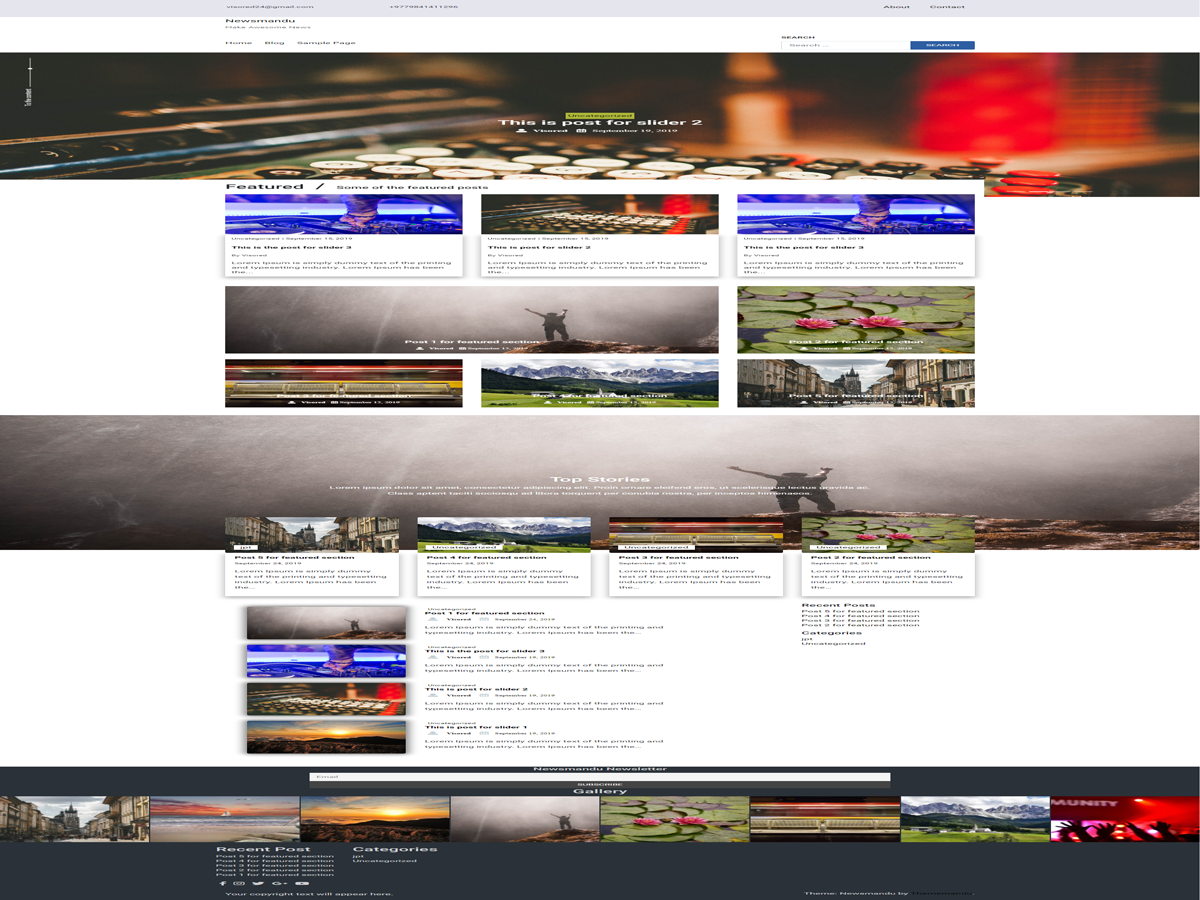 visored24@gmail.com
+9779841411296
About
Contact
Newsmandu
Make Awesome News
Home
Blog
Sample Page
SEARCH
Search ...
SEARCH
To the content
Uncategorized
This is post for slider 2
Visored
September 19, 2019
Featured / Some of the featured posts
Uncategorized | September 19, 2019
This is the post for slider 3
By Visored
Lorem Ipsum is simply dummy text of the printing
and typesetting industry. Lorem Ipsum has been
the...
Uncategorized | September 19, 2019
This is post for slider 2
By Visored
Lorem Ipsum is simply dummy text of the printing
and typesetting industry. Lorem Ipsum has been
the...
Uncategorized | September 19, 2019
This is the post for slider 3
By Visored
Lorem Ipsum is simply dummy text of the printing
and typesetting industry. Lorem Ipsum has been
the...
Post 1 for featured section
Visored
Post 2 for featured section
Visored
Post 3 for featured section
Visored
Post 4 for featured section
Visored
Post 5 for featured section
Visored
Top Stories
Lorem ipsum dolor sit amet, consectetur adipiscing elit. Proin ornare eleifend eros, ut scelerisque lectus gravida ac.
Class aptent taciti sociosqu ad litora torquent per conubia nostra, per inceptos himenaeos.
jpt
Post 5 for featured section
September 24, 2019
Lorem Ipsum is simply dummy
text of the printing and typesetting
industry. Lorem Ipsum has been
the...
Uncategorized
Post 4 for featured section
September 24, 2019
Lorem Ipsum is simply dummy
text of the printing and typesetting
industry. Lorem Ipsum has been
the...
Uncategorized
Post 3 for featured section
September 24, 2019
Lorem Ipsum is simply dummy
text of the printing and typesetting
industry. Lorem Ipsum has been
the...
Uncategorized
Post 2 for featured section
September 24, 2019
Lorem Ipsum is simply dummy
text of the printing and typesetting
industry. Lorem Ipsum has been
the...
Uncategorized
Post 1 for featured section
Visored
September 24, 2019
Lorem Ipsum is simply dummy text of the printing and
typesetting industry. Lorem Ipsum has been the...
Uncategorized
This is the post for slider 3
Visored
September 19, 2019
Lorem Ipsum is simply dummy text of the printing and
typesetting industry. Lorem Ipsum has been the...
Uncategorized
This is post for slider 2
Visored
September 19, 2019
Lorem Ipsum is simply dummy text of the printing and
typesetting industry. Lorem Ipsum has been the...
Uncategorized
This is post for slider 1
Visored
September 19, 2019
Lorem Ipsum is simply dummy text of the printing and
typesetting industry. Lorem Ipsum has been the...
Recent Posts
Post 5 for featured section
Post 4 for featured section
Post 3 for featured section
Post 2 for featured section
Categories
jpt
Uncategorized
Newsmandu Newsletter
Email
SUBSCRIBE
Gallery
MUNITY
Recent Post
Post 5 for featured section
Post 4 for featured section
Post 3 for featured section
Post 2 for featured section
Post 1 for featured section
Categories
jpt
Uncategorized
Your copyright text will appear here.
Theme: Newsmandu by